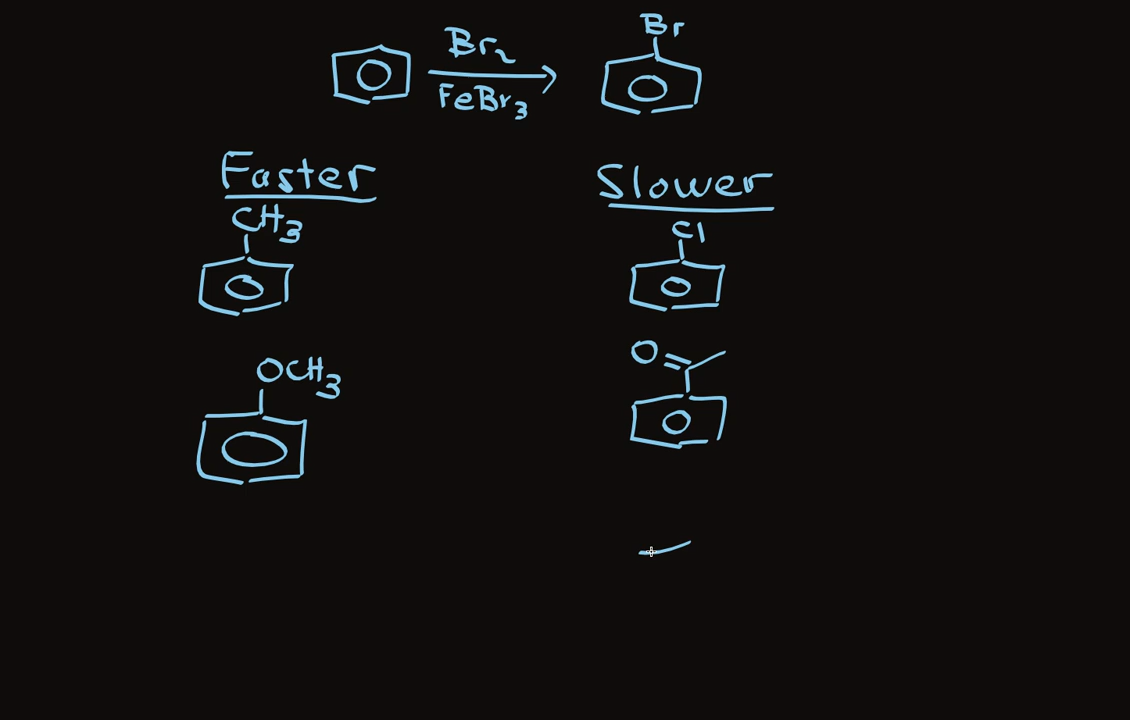 Br
Br₂
FeBr₃
Faster
Slower
CH₃
Cl
O
OCH₃